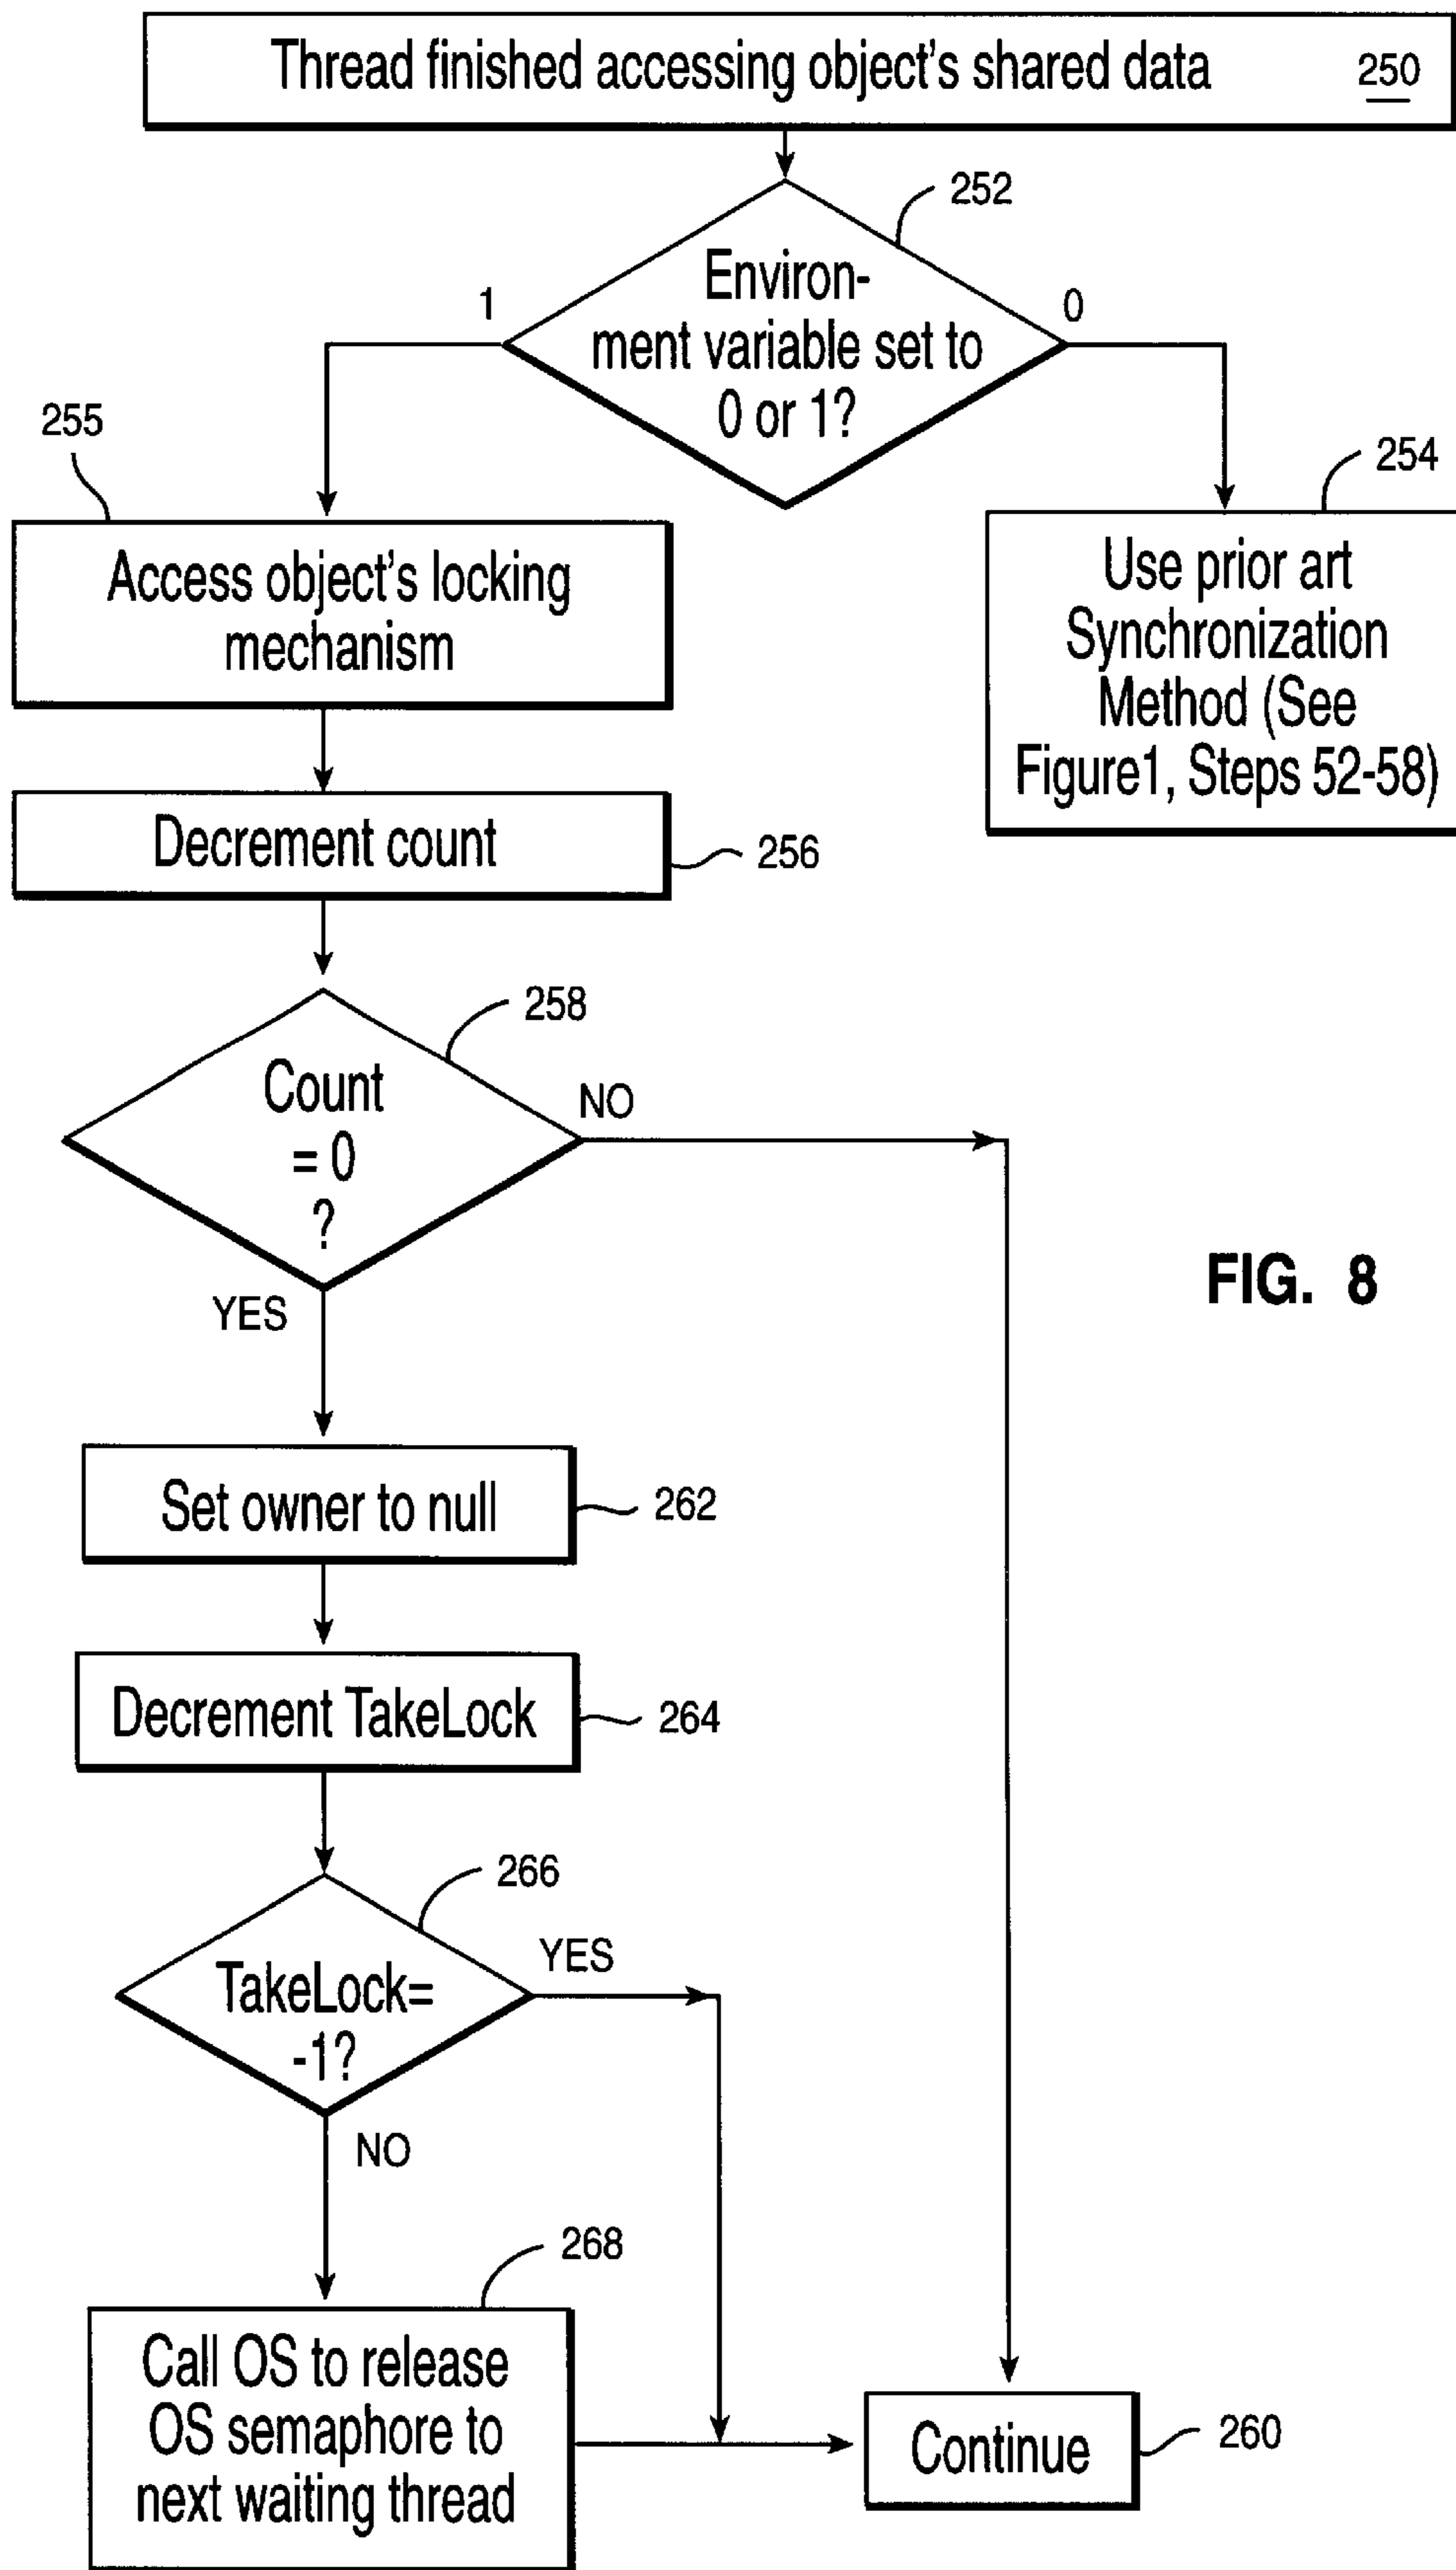 Thread finished accessing object's shared data 250
252
Environ-
ment variable set to
0 or 1?
1
0
255
254
Access object's locking
mechanism
Use prior art
Synchronization
Method (See
Figure1, Steps 52-58)
Decrement count
256
258
Count
= 0
?
NO
YES
FIG. 8
Set owner to null
262
Decrement TakeLock
264
266
TakeLock=
-1?
YES
NO
268
Call OS to release
OS semaphore to
next waiting thread
Continue
260